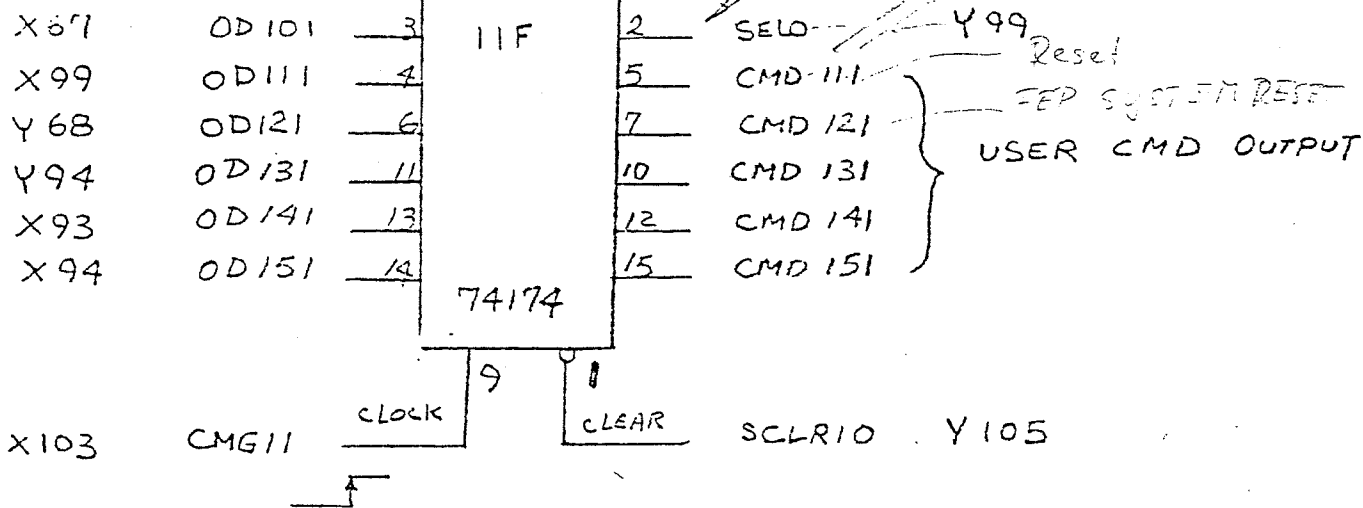 X67 OD101 3 11F 2 SEL0 Y99
X99 OD111 4 5 CMD-111 Reset
Y68 OD121 6 7 CMD 121 FEP SYSTEM RESET
Y94 OD131 11 10 CMD 131 USER CMD OUTPUT
X93 OD141 13 12 CMD 141
X94 OD151 14 15 CMD 151
74174
9 1
X103 CMG11 CLOCK CLEAR SCLR10 Y105